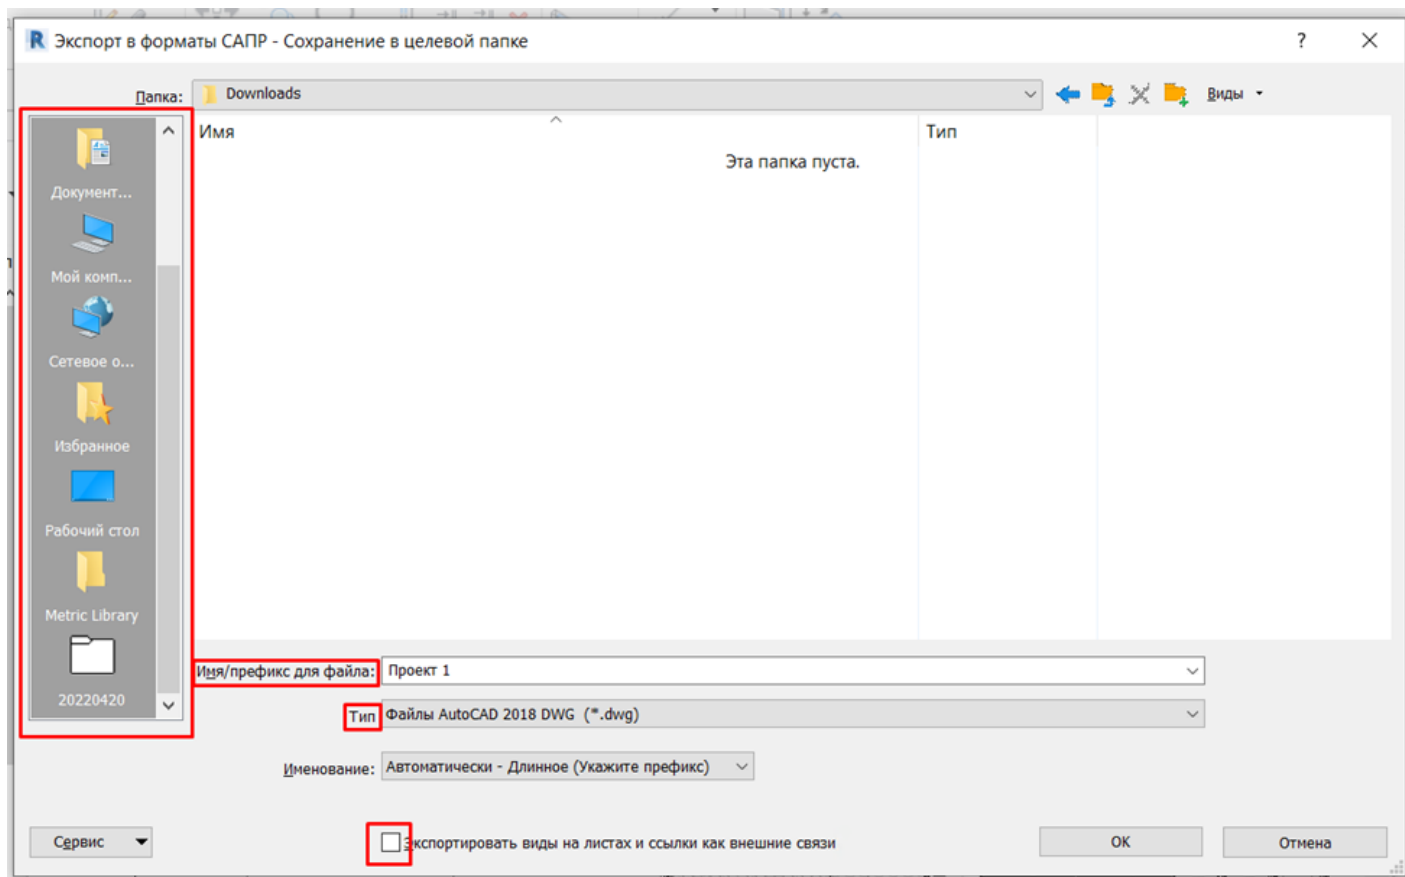 R Экспорт в форматы САПР - Сохранение в целевой папке ?
Папка: Downloads Виды
Имя Тип
Эта папка пуста.
Документ...
Мой комп...
Сетевое о...
Избранное
Рабочий стол
Metric Library
20220420
Имя/префикс для файла: Проект 1
Тип Файлы AutoCAD 2018 DWG (*.dwg)
Именование: Автоматически - Длинное (Укажите префикс)
Сервис Экспортировать виды на листах и ссылки как внешние связи OK Отмена